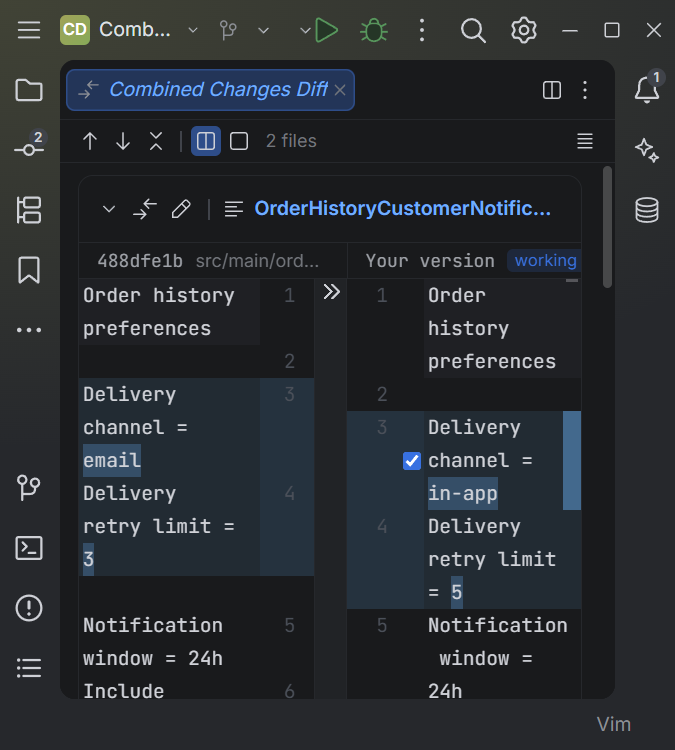 CD Comb...
1
Combined Changes Diff
2
2 files
OrderHistoryCustomerNotific...
488dfe1b src/main/ord...
Your version working
Order history 1
preferences
2
Delivery 3
channel =
email
Delivery 4
retry limit =
3
Notification 5
window = 24h
Include 6
1 Order
history
preferences
2
3 Delivery
channel =
in-app
4 Delivery
retry limit
= 5
5 Notification
window =
24h
Vim